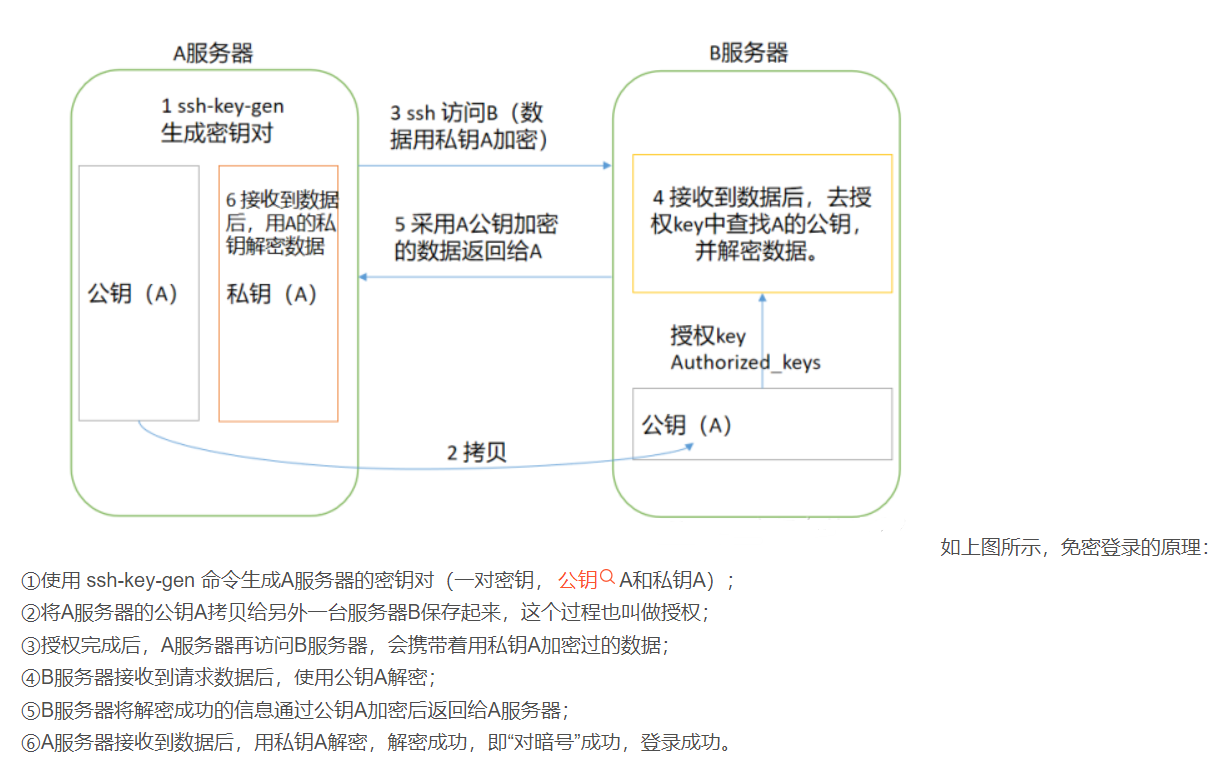 A服务器
B服务器
1 ssh-key-gen
生成密钥对
3 ssh 访问B（数
据用私钥A加密）
6 接收到数据
后，用A的私
钥解密数据
4 接收到数据后，去授
权key中查找A的公钥，
并解密数据。
5 采用A公钥加密
的数据返回给A
公钥（A）
私钥（A）
授权key
Authorized_keys
公钥（A）
2 拷贝
如上图所示，免密登录的原理：
①使用 ssh-key-gen 命令生成A服务器的密钥对（一对密钥， 公钥A和私钥A）；
②将A服务器的公钥A拷贝给另外一台服务器B保存起来，这个过程也叫做授权；
③授权完成后，A服务器再访问B服务器，会携带着用私钥A加密过的数据；
④B服务器接收到请求数据后，使用公钥A解密；
⑤B服务器将解密成功的信息通过公钥A加密后返回给A服务器；
⑥A服务器接收到数据后，用私钥A解密，解密成功，即“对暗号”成功，登录成功。